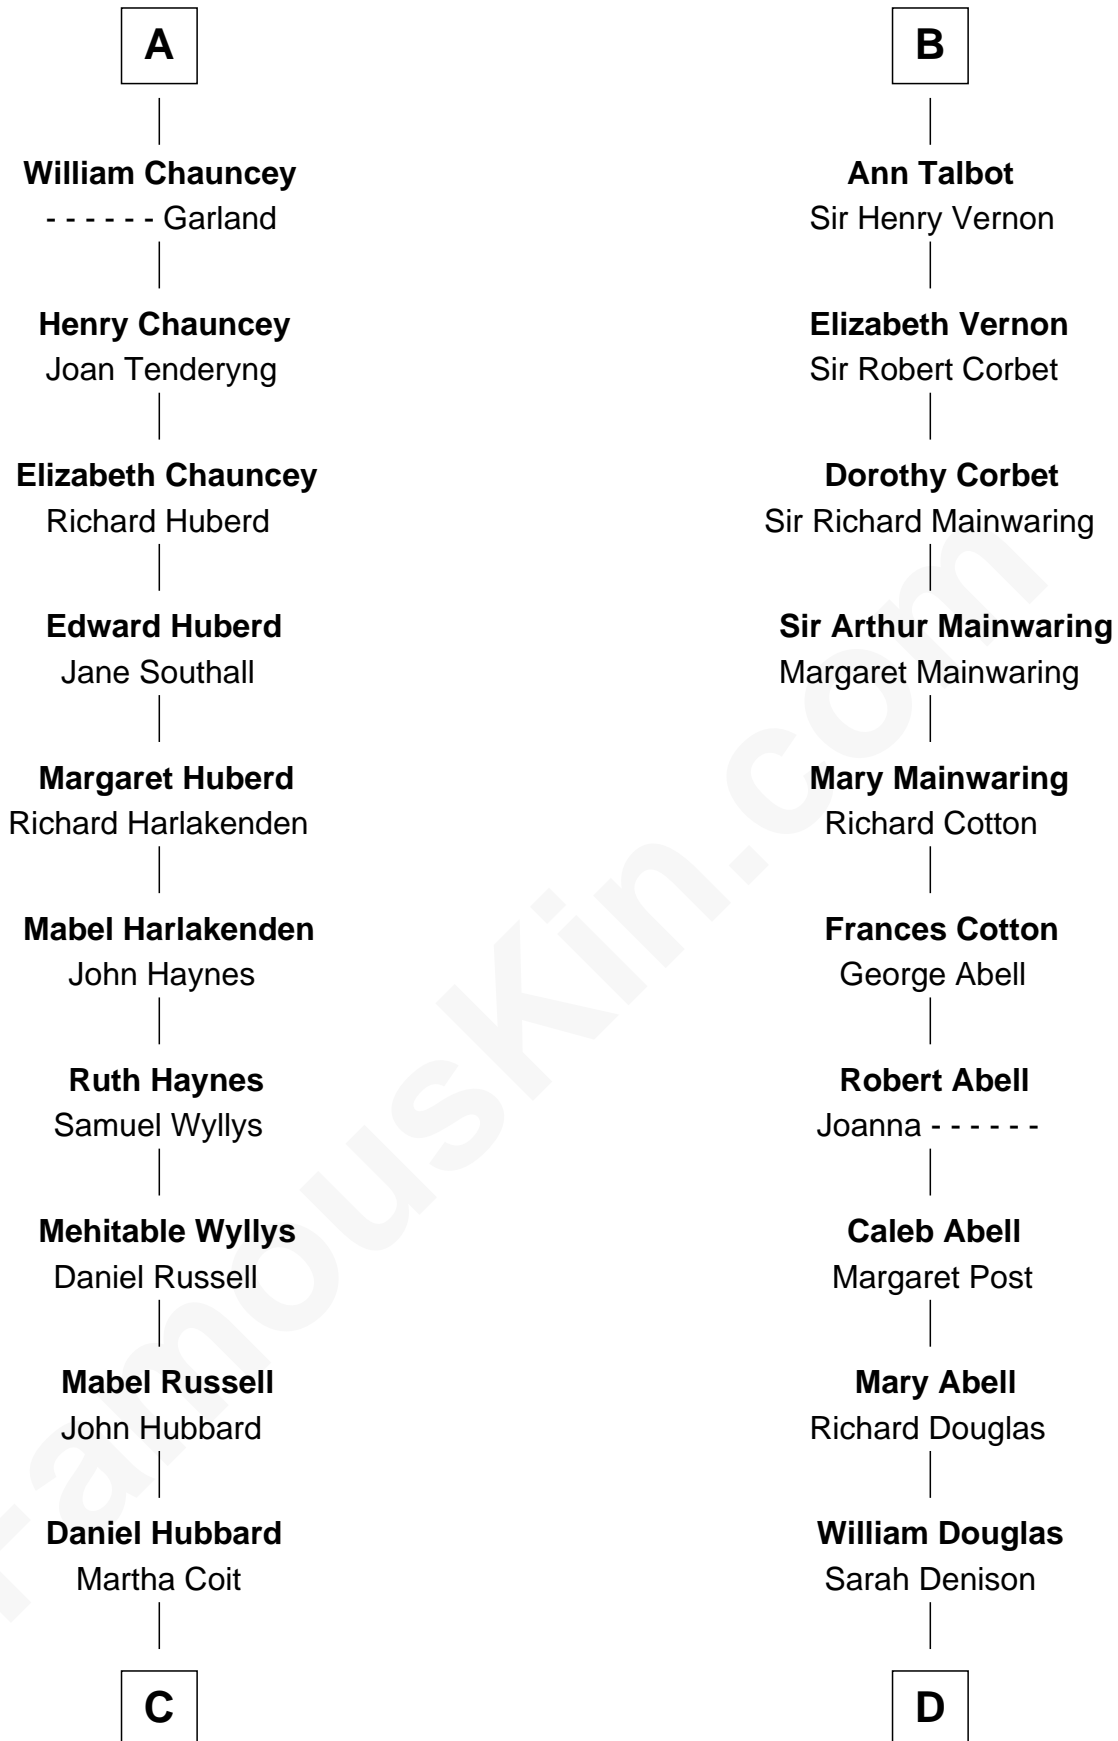 A
William Chauncey
- - - - - - Garland
Henry Chauncey
Joan Tenderyng
Elizabeth Chauncey
Richard Huberd
Edward Huberd
Jane Southall
Margaret Huberd
Richard Harlakenden
Mabel Harlakenden
John Haynes
Ruth Haynes
Samuel Wyllys
Mehitable Wyllys
Daniel Russell
Mabel Russell
John Hubbard
Daniel Hubbard
Martha Coit
C
B
Ann Talbot
Sir Henry Vernon
Elizabeth Vernon
Sir Robert Corbet
Dorothy Corbet
Sir Richard Mainwaring
Sir Arthur Mainwaring
Margaret Mainwaring
Mary Mainwaring
Richard Cotton
Frances Cotton
George Abell
Robert Abell
Joanna - - - - - -
Caleb Abell
Margaret Post
Mary Abell
Richard Douglas
William Douglas
Sarah Denison
D
FamousKin.com